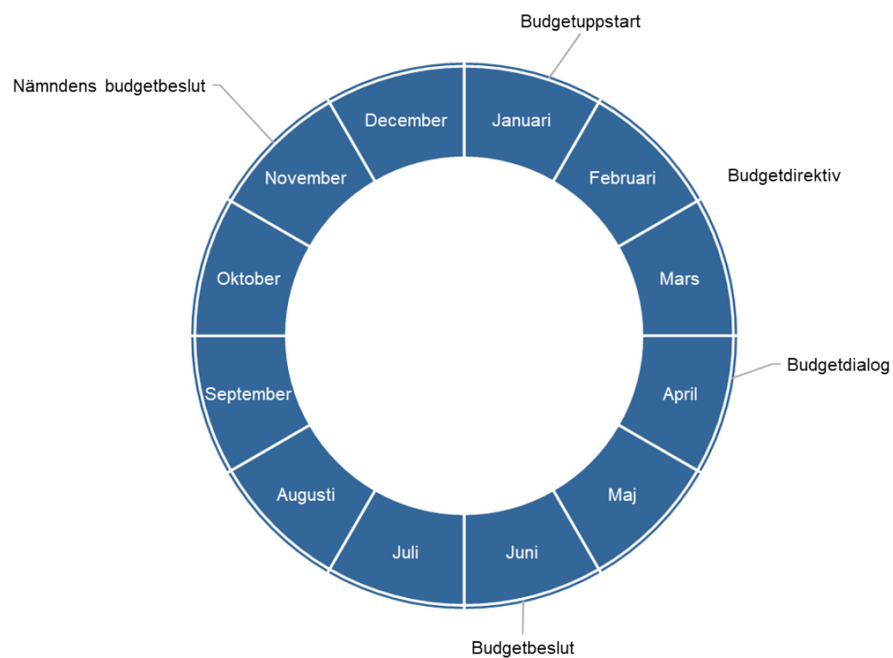 Budgetuppstart
Nämndens budgetbeslut
December
Januari
November
Februari
Budgetdirektiv
Oktober
Mars
Budgetdialog
September
April
Augusti
Maj
Juli
Juni
Budgetbeslut